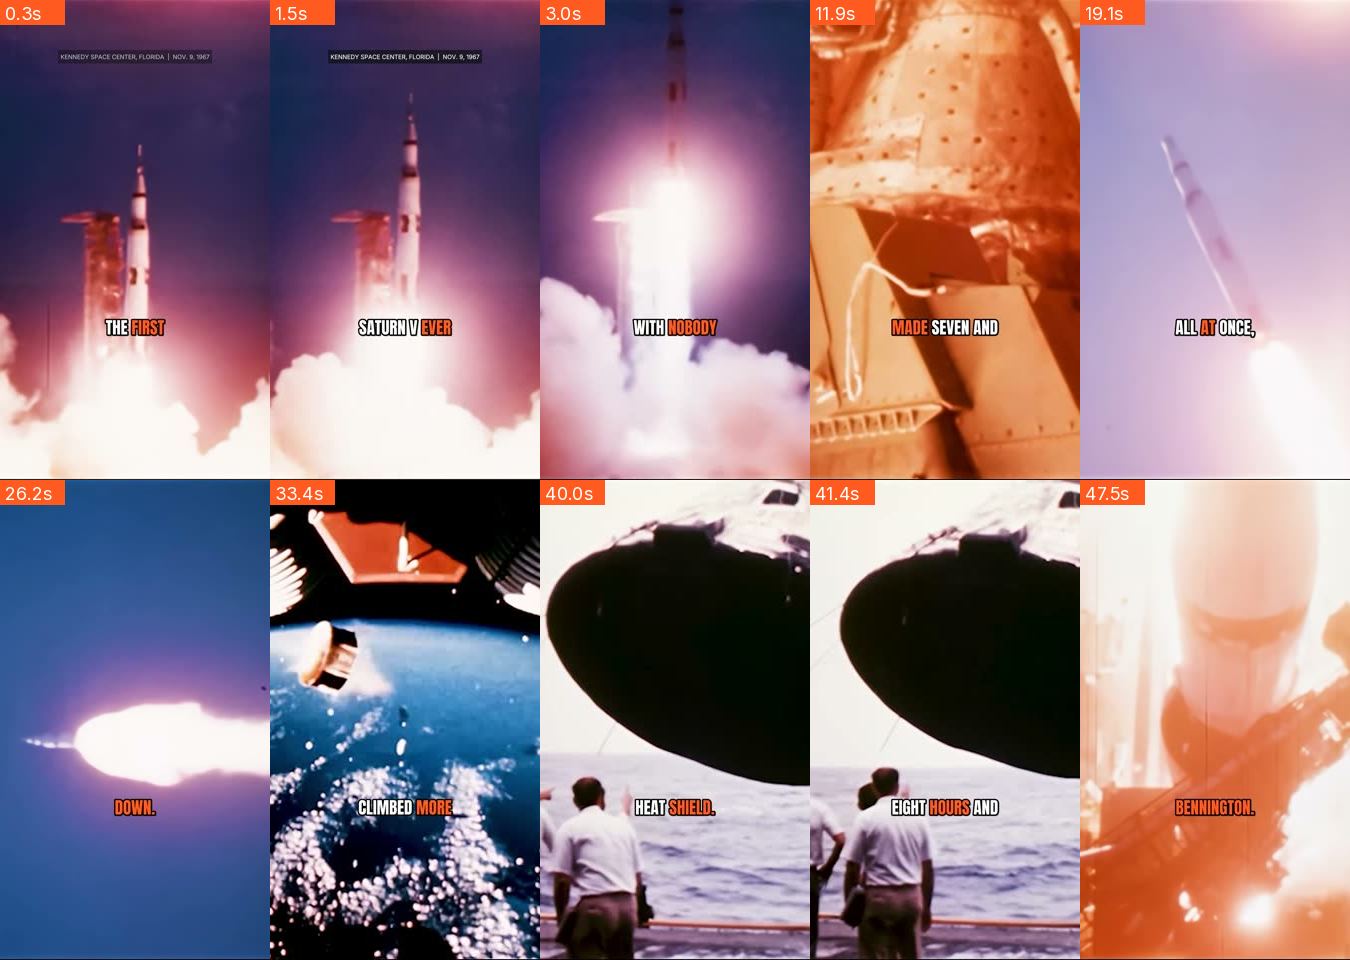 0.3s
KENNEDY SPACE CENTER, FLORIDA | NOV. 9, 1967
THE FIRST
1.5s
KENNEDY SPACE CENTER, FLORIDA | NOV. 9, 1967
SATURN V EVER
3.0s
WITH NOBODY
11.9s
MADE SEVEN AND
19.1s
ALL AT ONCE,
26.2s
DOWN.
33.4s
CLIMBED MORE
40.0s
HEAT SHIELD.
41.4s
EIGHT HOURS AND
47.5s
BENNINGTON.